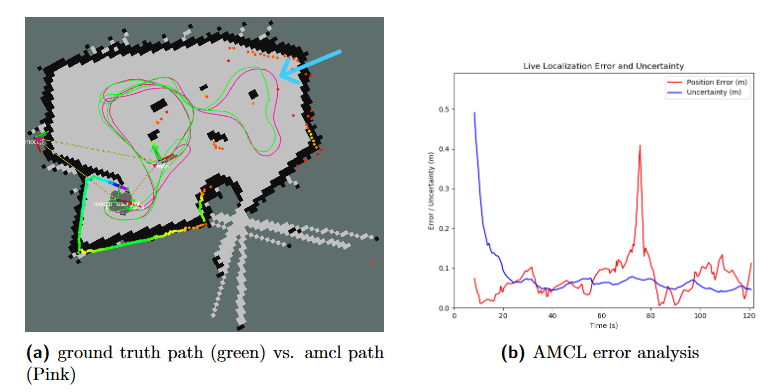 Live Localization Error and Uncertainty
Position Error (m)
Uncertainty (m)
Error / Uncertainty (m)
0.5
0.4
0.3
0.2
0.1
0.0
0 20 40 60 80 100 120
Time (s)
(a) ground truth path (green) vs. amcl path
(Pink)
(b) AMCL error analysis